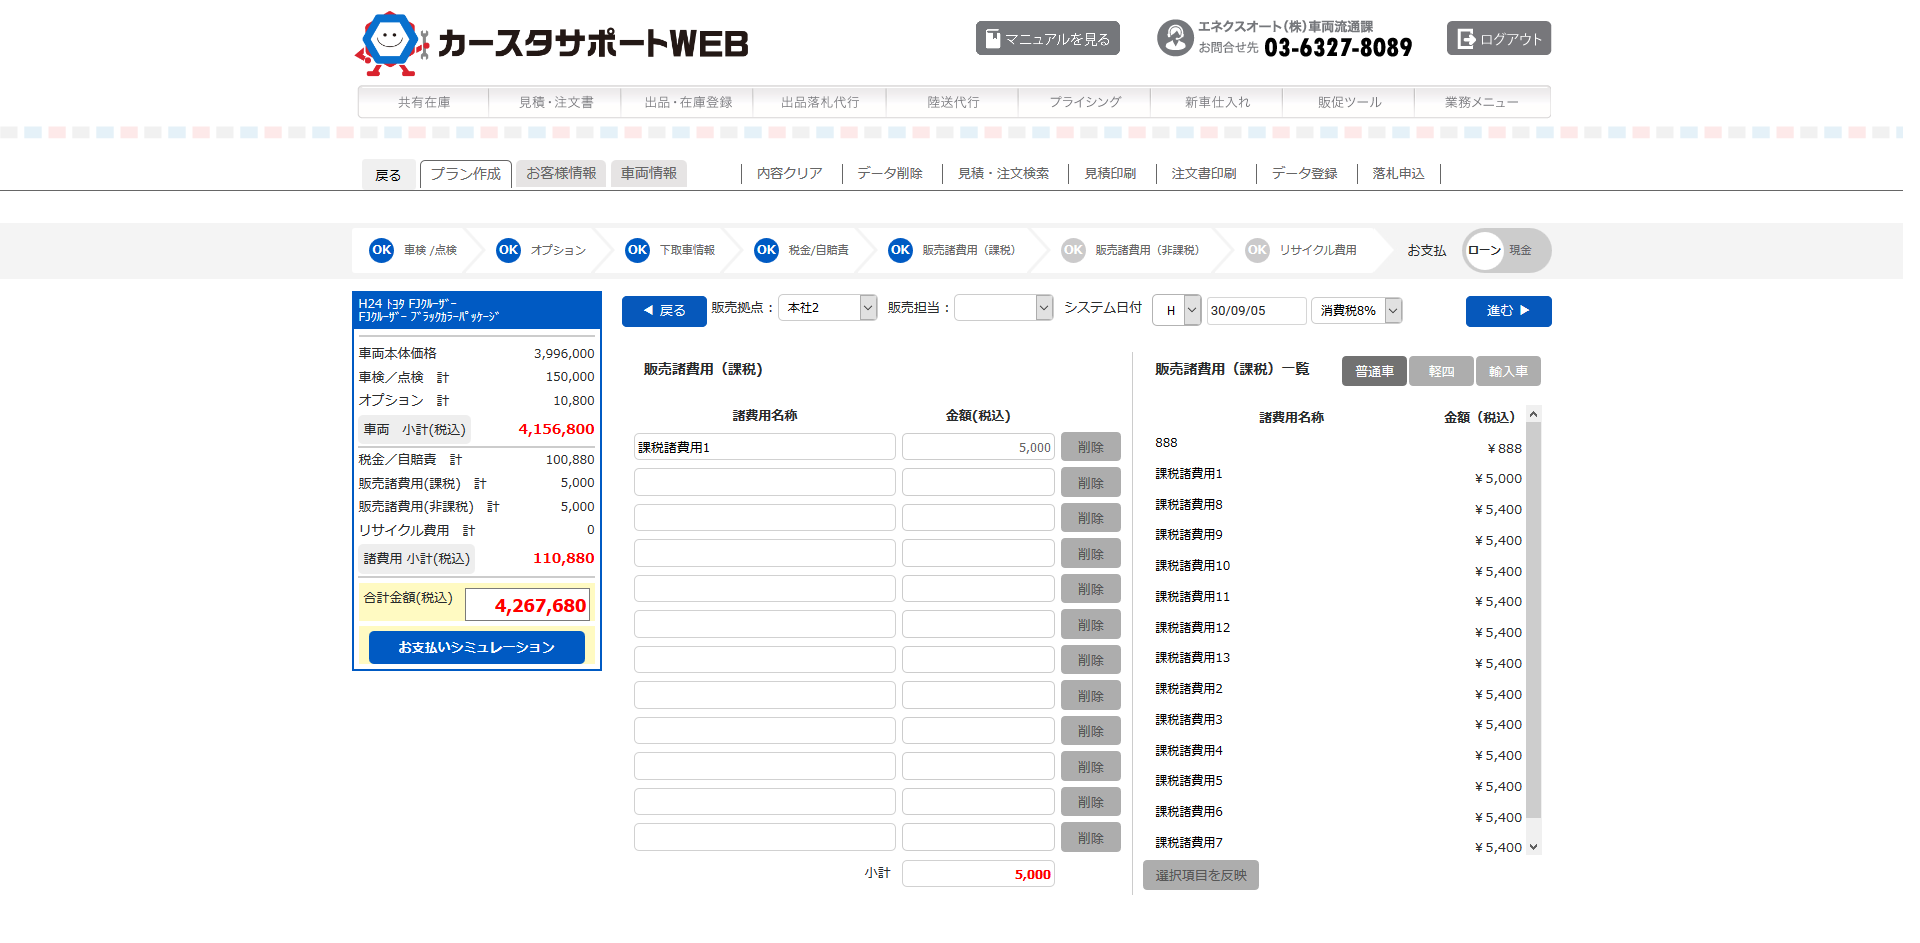 カースタサポートWEB
マニュアルを見る
エネクスオート(株)車両流通課
お問合せ先 03-6327-8089
ログアウト
共有在庫 見積・注文書 出品・在庫登録 出品落札代行 陸送代行 プライシング 新車仕入れ 販促ツール 業務メニュー
戻る プラン作成 お客様情報 車両情報 内容クリア データ削除 見積・注文検索 見積印刷 注文書印刷 データ登録 落札申込
OK 車検 /点検 OK オプション OK 下取車情報 OK 税金/自賠責 OK 販売諸費用（課税） OK 販売諸費用（非課税） OK リサイクル費用 お支払 ローン 現金
H24 ﾄﾖﾀ FJｸﾙｰｻﾞｰ
FJｸﾙｰｻﾞｰ ﾌﾞﾗｯｸｶﾗｰﾊﾟｯｹｰｼﾞ
車両本体価格 3,996,000
車検／点検 計 150,000
オプション 計 10,800
車両 小計(税込) 4,156,800
税金／自賠責 計 100,880
販売諸費用(課税) 計 5,000
販売諸費用(非課税) 計 5,000
リサイクル費用 計 0
諸費用 小計(税込) 110,880
合計金額(税込) 4,267,680
お支払いシミュレーション
◀ 戻る 販売拠点： 本社2 販売担当： システム日付 H 30/09/05 消費税8% 進む ▶
販売諸費用（課税)
諸費用名称 金額(税込)
課税諸費用1 5,000 削除
削除
削除
削除
削除
削除
削除
削除
削除
削除
削除
削除
小計 5,000
販売諸費用（課税）一覧 普通車 軽四 輸入車
諸費用名称 金額（税込）
888 ￥888
課税諸費用1 ￥5,000
課税諸費用8 ￥5,400
課税諸費用9 ￥5,400
課税諸費用10 ￥5,400
課税諸費用11 ￥5,400
課税諸費用12 ￥5,400
課税諸費用13 ￥5,400
課税諸費用2 ￥5,400
課税諸費用3 ￥5,400
課税諸費用4 ￥5,400
課税諸費用5 ￥5,400
課税諸費用6 ￥5,400
課税諸費用7 ￥5,400
選択項目を反映